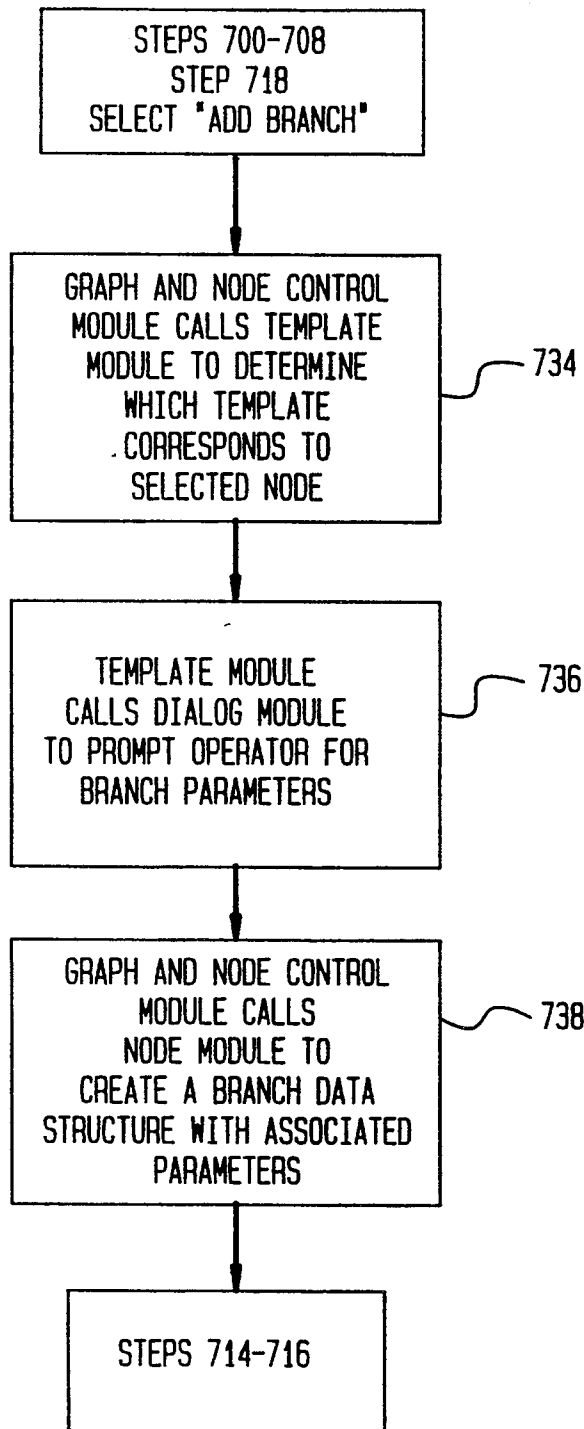 STEPS 700-708
STEP 718
SELECT "ADD BRANCH"
GRAPH AND NODE CONTROL
MODULE CALLS TEMPLATE
MODULE TO DETERMINE
WHICH TEMPLATE
CORRESPONDS TO
SELECTED NODE
734
TEMPLATE MODULE
CALLS DIALOG MODULE
TO PROMPT OPERATOR FOR
BRANCH PARAMETERS
736
GRAPH AND NODE CONTROL
MODULE CALLS
NODE MODULE TO
CREATE A BRANCH DATA
STRUCTURE WITH ASSOCIATED
PARAMETERS
738
STEPS 714-716